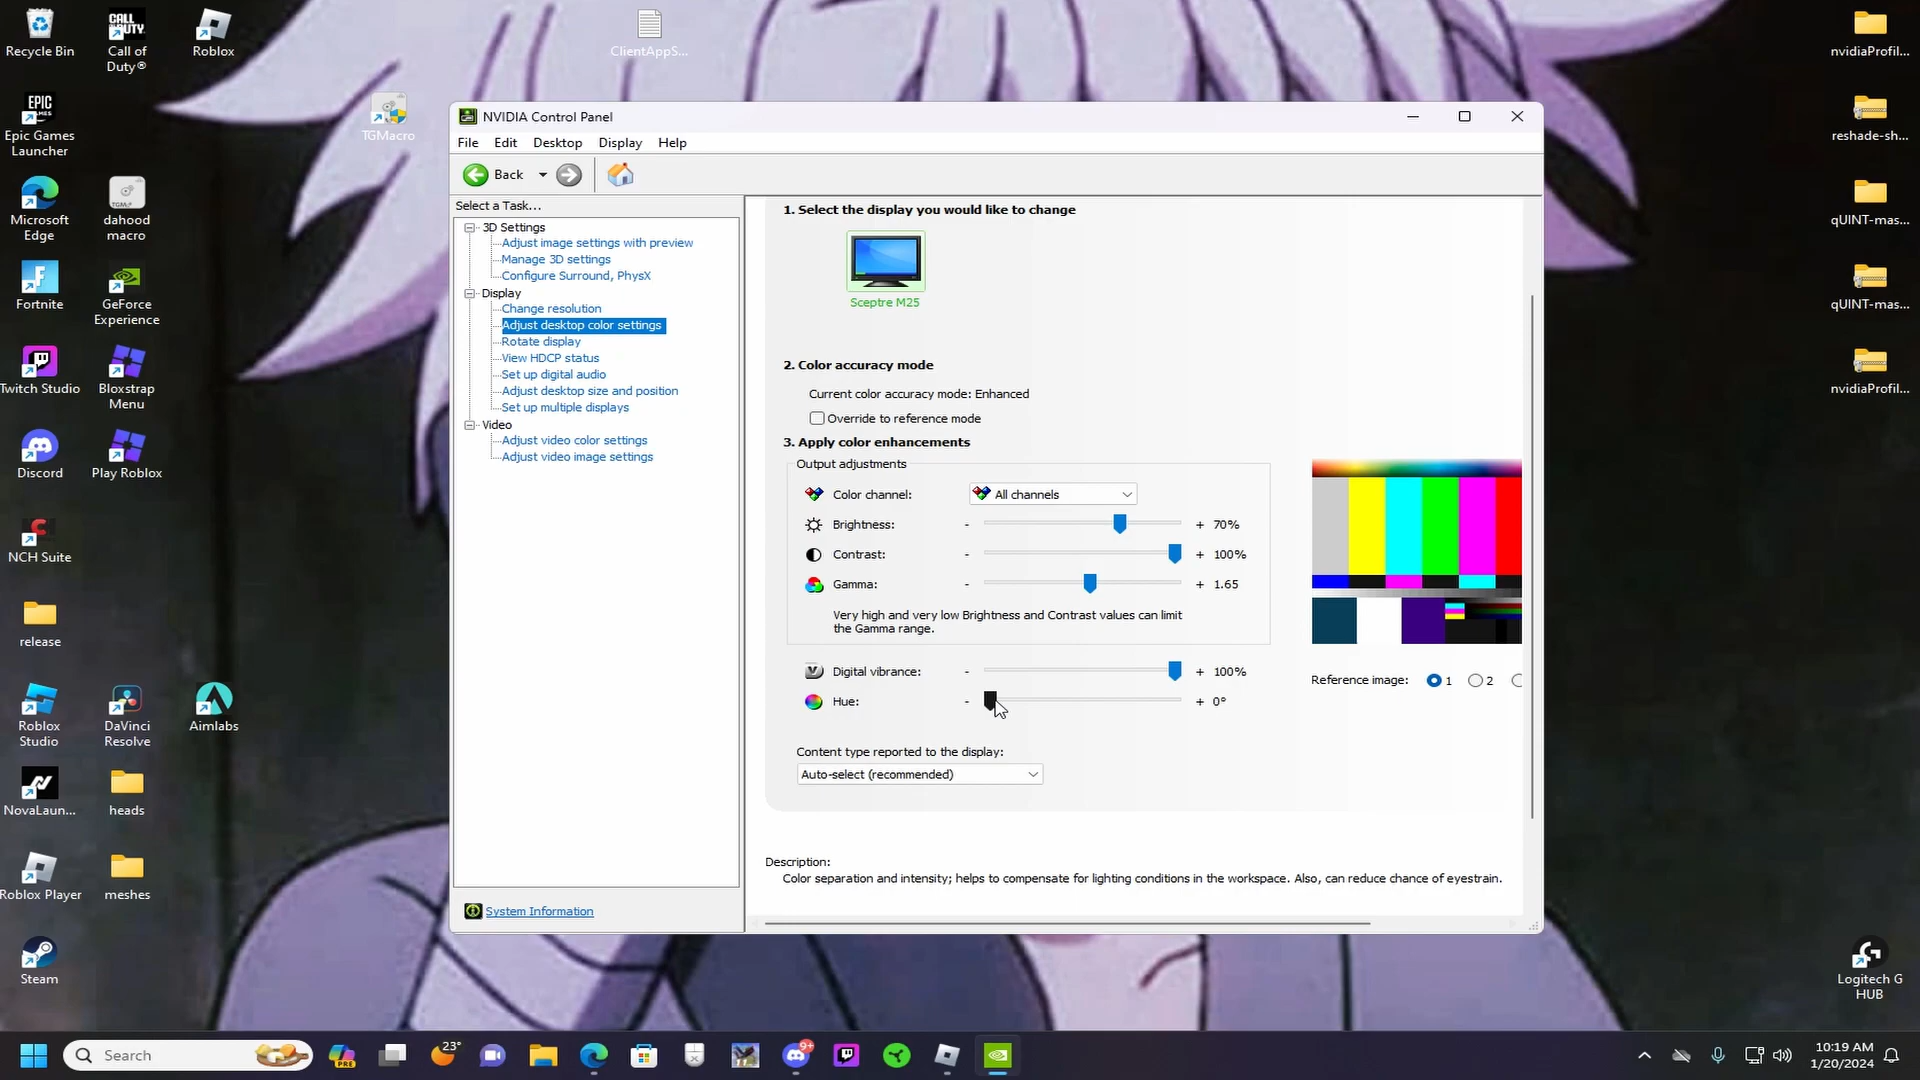 Recycle Bin
Call of
Duty®
Roblox
ClientAppS...
nvidiaProfil...
TGMacro
EPIC
Epic Games
Launcher
reshade-sh...
Microsoft
Edge
dahood
macro
qUINT-mas...
Fortnite
GeForce
Experience
qUINT-mas...
Twitch Studio
Bloxstrap
Menu
nvidiaProfil...
Discord
Play Roblox
NCH Suite
release
Roblox
Studio
DaVinci
Resolve
Aimlabs
NovaLaun...
heads
Roblox Player
meshes
Steam
Logitech G
HUB
NVIDIA Control Panel
File Edit Desktop Display Help
Back
Select a Task...
3D Settings
Adjust image settings with preview
Manage 3D settings
Configure Surround, PhysX
Display
Change resolution
Adjust desktop color settings
Rotate display
View HDCP status
Set up digital audio
Adjust desktop size and position
Set up multiple displays
Video
Adjust video color settings
Adjust video image settings
System Information
1. Select the display you would like to change
Sceptre M25
2. Color accuracy mode
Current color accuracy mode: Enhanced
Override to reference mode
3. Apply color enhancements
Output adjustments
Color channel: All channels
Brightness: - + 70%
Contrast: - + 100%
Gamma: - + 1.65
Very high and very low Brightness and Contrast values can limit
the Gamma range.
Digital vibrance: - + 100%
Hue: - + 0°
Reference image: 1 2
Content type reported to the display:
Auto-select (recommended)
Description:
Color separation and intensity; helps to compensate for lighting conditions in the workspace. Also, can reduce chance of eyestrain.
Search
PRE
23°
9+
10:19 AM
1/20/2024